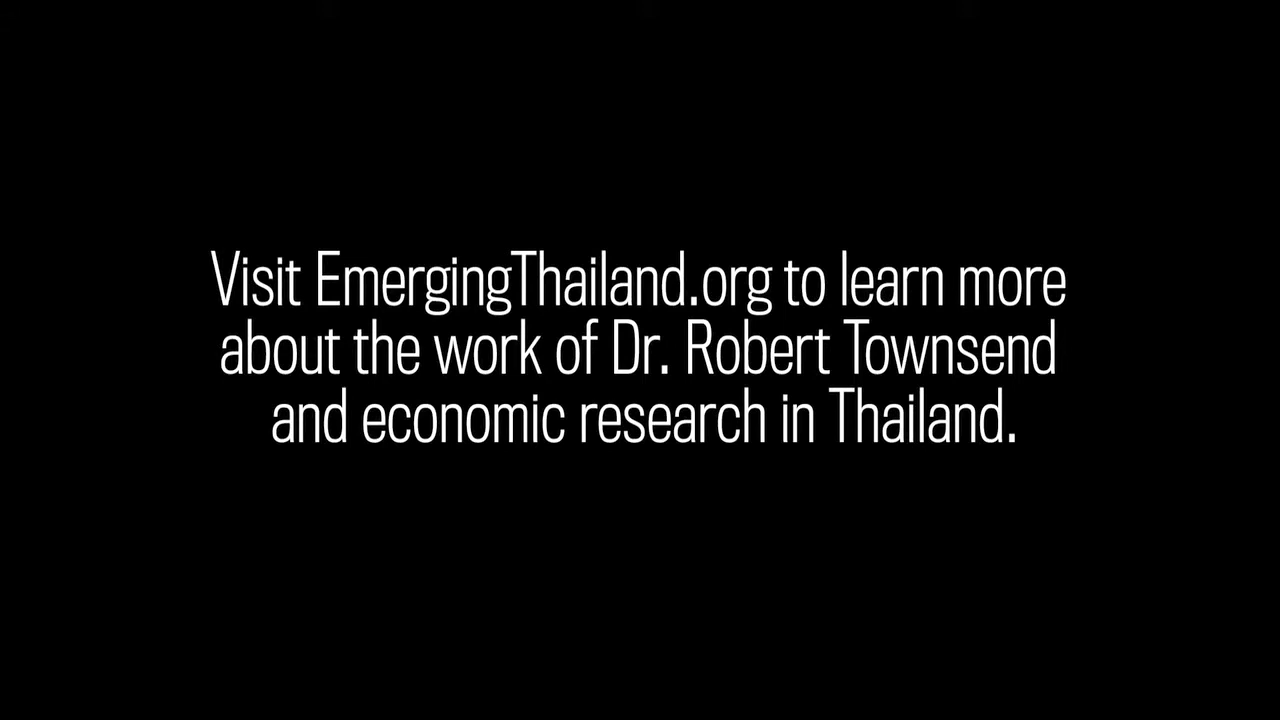 Visit EmergingThailand.org to learn more
about the work of Dr. Robert Townsend
and economic research in Thailand.